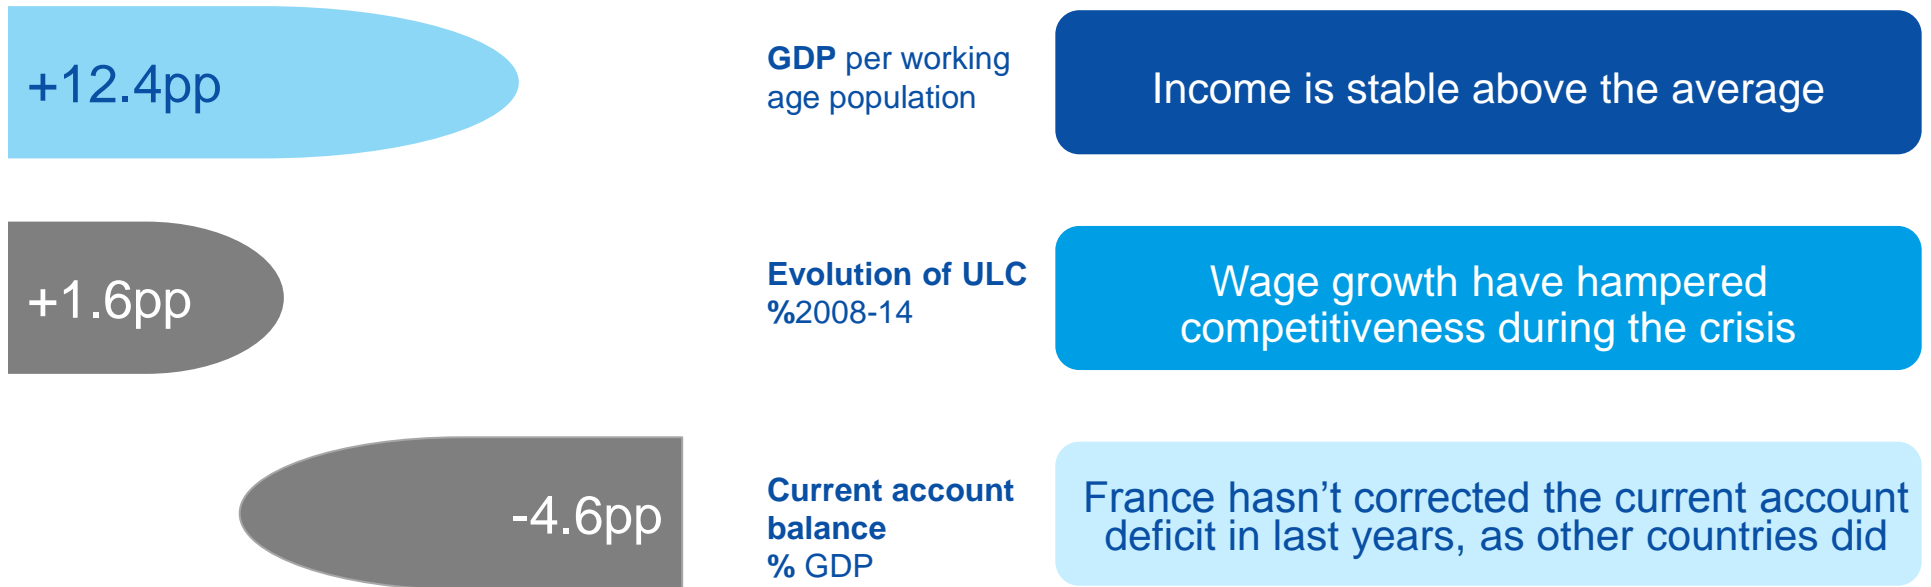 +12.4pp
GDP per working
age population
Income is stable above the average
+1.6pp
Evolution of ULC
%2008-14
Wage growth have hampered
competitiveness during the crisis
-4.6pp
Current account
balance
% GDP
France hasn’t corrected the current account
deficit in last years, as other countries did